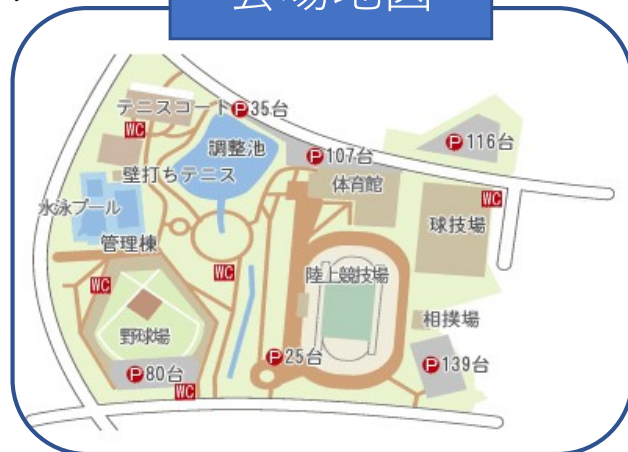 会場地図
テニスコート
P35台
WC
調整池
P107台
P116台
壁打ちテニス
体育館
WC
水泳プール
球技場
管理棟
WC
WC
陸上競技場
野球場
相撲場
P25台
P139台
P80台
WC